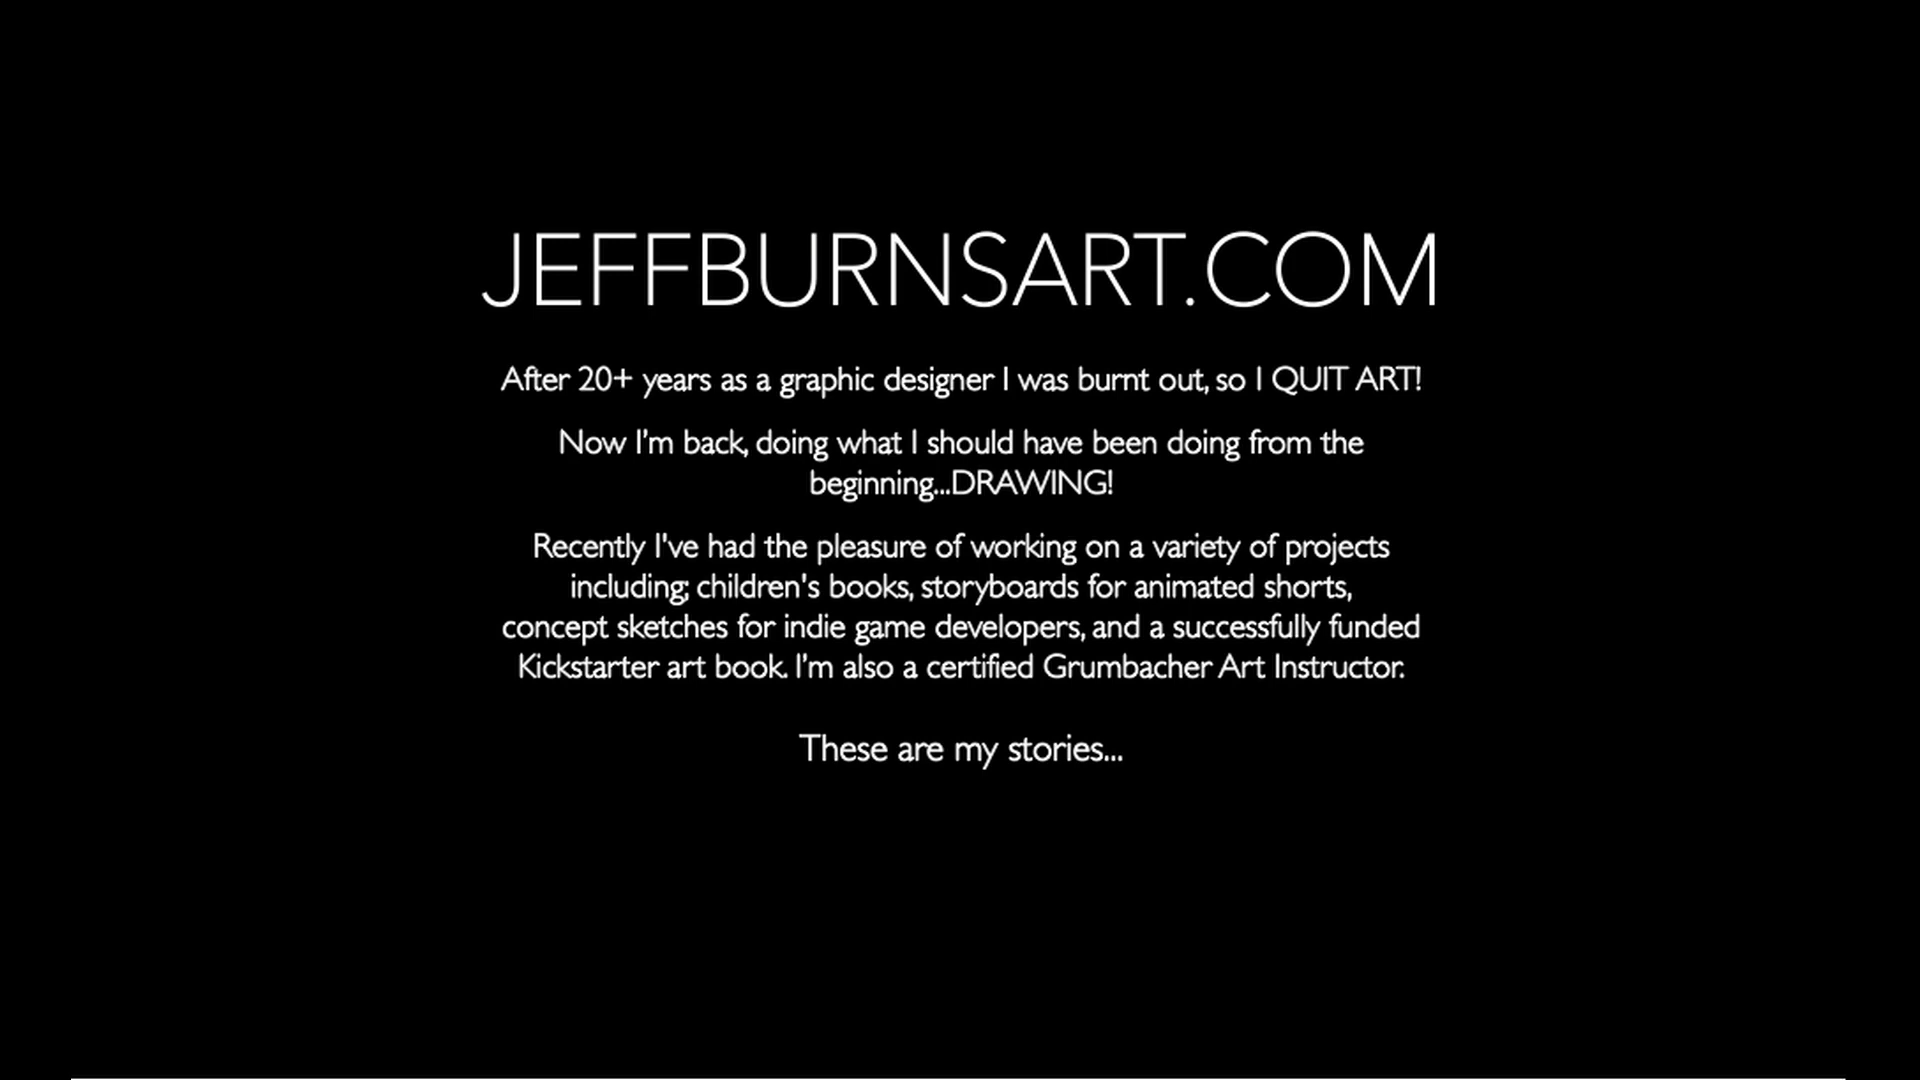 JEFFBURNSART.COM
After 20+ years as a graphic designer I was burnt out, so I QUIT ART!
Now I’m back, doing what I should have been doing from the
beginning...DRAWING!
Recently I've had the pleasure of working on a variety of projects
including; children's books, storyboards for animated shorts,
concept sketches for indie game developers, and a successfully funded
Kickstarter art book. I’m also a certified Grumbacher Art Instructor.
These are my stories...